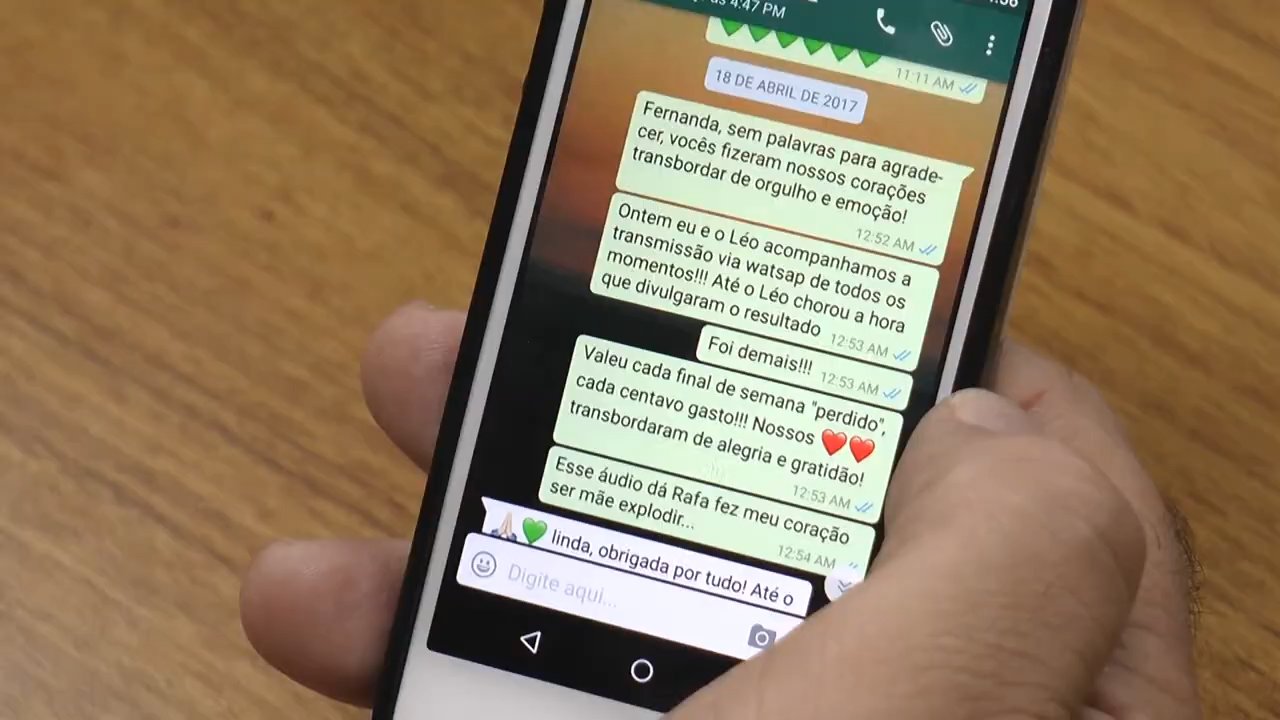 às 4:47 PM
11:11 AM
18 DE ABRIL DE 2017
Fernanda, sem palavras para agrade-
cer, vocês fizeram nossos corações
transbordar de orgulho e emoção!
12:52 AM
Ontem eu e o Léo acompanhamos a
transmissão via watsap de todos os
momentos!!! Até o Léo chorou a hora
que divulgaram o resultado
12:53 AM
Foi demais!!!
12:53 AM
Valeu cada final de semana "perdido",
cada centavo gasto!!! Nossos ❤️❤️
transbordaram de alegria e gratidão!
12:53 AM
Esse áudio dá Rafa fez meu coração
ser mãe explodir...
12:54 AM
🙏🏻💚 linda, obrigada por tudo! Até o
Digite aqui...